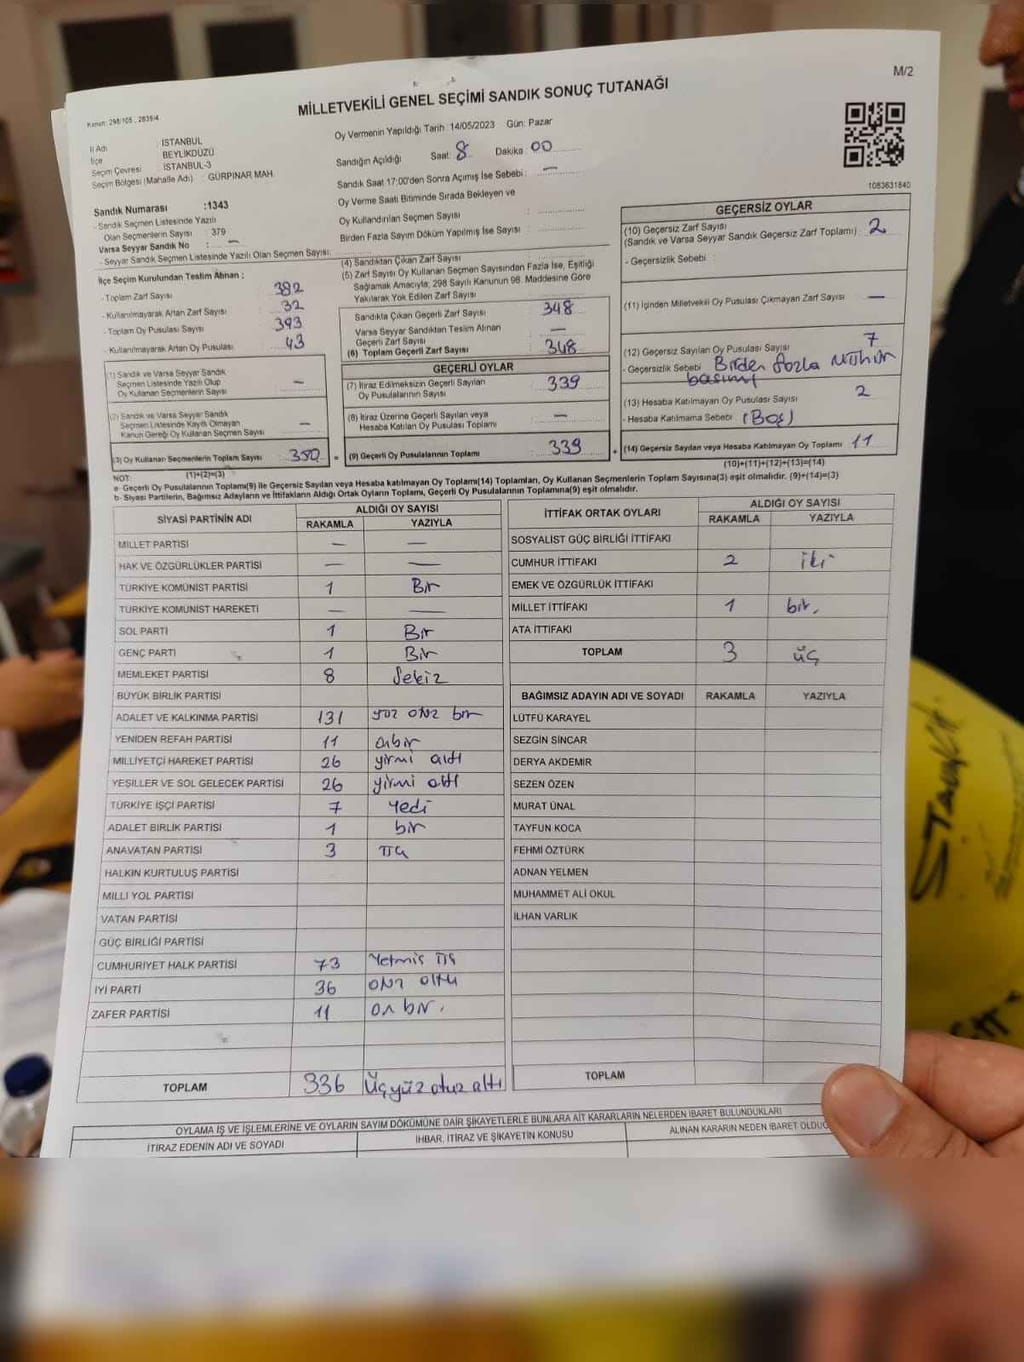 M/2
MİLLETVEKİLİ GENEL SEÇİMİ SANDIK SONUÇ TUTANAĞI
Kanun: 298/105 , 2839/4
İl Adı : İSTANBUL
İlçe : BEYLİKDÜZÜ
Seçim Çevresi : İSTANBUL-3
Seçim Bölgesi (Mahalle Adı) : GÜRPINAR MAH.
Oy Vermenin Yapıldığı Tarih :14/05/2023 Gün: Pazar
Sandığın Açıldığı Saat: 8 Dakika 00
Sandık Saat 17:00'den Sonra Açımış İse Sebebi : —
Oy Verme Saati Bitiminde Sırada Bekleyen ve
Oy Kullandırılan Seçmen Sayısı :
Birden Fazla Sayım Döküm Yapılmış İse Sayısı :
1083631840
Sandık Numarası :1343
- Sandık Seçmen Listesinde Yazılı
Olan Seçmenlerin Sayısı : 379
Varsa Seyyar Sandık No : —
- Seyyar Sandık Seçmen Listesinde Yazılı Olan Seçmen Sayısı:
İlçe Seçim Kurulundan Teslim Alınan :
- Toplam Zarf Sayısı 382
- Kullanılmayarak Artan Zarf Sayısı 32
- Toplam Oy Pusulası Sayısı 393
- Kullanılmayarak Artan Oy Pusulası 43
(1) Sandık ve Varsa Seyyar Sandık
Seçmen Listesinde Yazılı Olup
Oy Kullanan Seçmenlerin Sayısı —
(2) Sandık ve Varsa Seyyar Sandık
Seçmen Listesinde Kayıtlı Olmayan
Kanun Gereği Oy Kullanan Seçmen Sayısı —
(3) Oy Kullanan Seçmenlerin Toplam Sayısı 350
(1)+(2)=(3)
(4) Sandıktan Çıkan Zarf Sayısı
(5) Zarf Sayısı Oy Kullanan Seçmen Sayısından Fazla İse, Eşitliği
Sağlamak Amacıyla; 298 Sayılı Kanunun 98. Maddesine Göre
Yakılarak Yok Edilen Zarf Sayısı
Sandıkta Çıkan Geçerli Zarf Sayısı 348
Varsa Seyyar Sandıktan Teslim Alınan
Geçerli Zarf Sayısı —
(6) Toplam Geçerli Zarf Sayısı 348
GEÇERLİ OYLAR
(7) İtiraz Edilmeksizin Geçerli Sayılan
Oy Pusulalarının Sayısı 339
(8) İtiraz Üzerine Geçerli Sayılan veya
Hesaba Katılan Oy Pusulası Toplamı —
= (9) Geçerli Oy Pusulalarının Toplamı 339 +
GEÇERSİZ OYLAR
(10) Geçersiz Zarf Sayısı
(Sandık ve Varsa Seyyar Sandık Geçersiz Zarf Toplamı) 2
- Geçersizlik Sebebi :
(11) İçinden Milletvekili Oy Pusulası Çıkmayan Zarf Sayısı —
(12) Geçersiz Sayılan Oy Pusulası Sayısı 7
- Geçersizlik Sebebi Birden fazla Mühür
basımı
(13) Hesaba Katılmayan Oy Pusulası Sayısı 2
- Hesaba Katılmama Sebebi : (Boş)
(14) Geçersiz Sayılan veya Hesaba Katılmayan Oy Toplamı 11
(10)+(11)+(12)+(13)=(14)
NOT:
a- Geçerli Oy Pusulalarının Toplamı(9) ile Geçersiz Sayılan veya Hesaba katılmayan Oy Toplamı(14) Toplamları, Oy Kullanan Seçmenlerin Toplam Sayısına(3) eşit olmalıdır. (9)+(14)=(3)
b- Siyasi Partilerin, Bağımsız Adayların ve İttifakların Aldığı Ortak Oyların Toplamı, Geçerli Oy Pusulalarının Toplamına(9) eşit olmalıdır.
SİYASİ PARTİNİN ADI ALDIĞI OY SAYISI
RAKAMLA YAZIYLA
MİLLET PARTİSİ — —
HAK VE ÖZGÜRLÜKLER PARTİSİ — —
TÜRKİYE KOMÜNİST PARTİSİ 1 Bir
TÜRKİYE KOMÜNİST HAREKETİ — —
SOL PARTİ 1 Bir
GENÇ PARTİ 1 Bir
MEMLEKET PARTİSİ 8 Sekiz
BÜYÜK BİRLİK PARTİSİ
ADALET VE KALKINMA PARTİSİ 131 yüz otuz bir
YENİDEN REFAH PARTİSİ 11 onbir
MİLLİYETÇİ HAREKET PARTİSİ 26 yirmi altı
YEŞİLLER VE SOL GELECEK PARTİSİ 26 yirmi altı
TÜRKİYE İŞÇİ PARTİSİ 7 Yedi
ADALET BİRLİK PARTİSİ 1 bir
ANAVATAN PARTİSİ 3 üç
HALKIN KURTULUŞ PARTİSİ
MİLLİ YOL PARTİSİ
VATAN PARTİSİ
GÜÇ BİRLİĞİ PARTİSİ
CUMHURİYET HALK PARTİSİ 73 Yetmiş üç
İYİ PARTİ 36 otuz altı
ZAFER PARTİSİ 11 on bir.
TOPLAM 336 Üçyüz otuz altı
İTTİFAK ORTAK OYLARI ALDIĞI OY SAYISI
RAKAMLA YAZIYLA
SOSYALİST GÜÇ BİRLİĞİ İTTİFAKI
CUMHUR İTTİFAKI 2 iki
EMEK VE ÖZGÜRLÜK İTTİFAKI
MİLLET İTTİFAKI 1 bir.
ATA İTTİFAKI
TOPLAM 3 üç
BAĞIMSIZ ADAYIN ADI VE SOYADI RAKAMLA YAZIYLA
LÜTFÜ KARAYEL
SEZGİN SİNCAR
DERYA AKDEMİR
SEZEN ÖZEN
MURAT ÜNAL
TAYFUN KOCA
FEHMİ ÖZTÜRK
ADNAN YELMEN
MUHAMMET ALİ OKUL
İLHAN VARLIK
TOPLAM
OYLAMA İŞ VE İŞLEMLERİNE VE OYLARIN SAYIM DÖKÜMÜNE DAİR ŞİKAYETLERLE BUNLARA AİT KARARLARIN NELERDEN İBARET BULUNDUKLARI
İTİRAZ EDENİN ADI VE SOYADI İHBAR, İTİRAZ VE ŞİKAYETİN KONUSU ALINAN KARARIN NEDEN İBARET OLDUĞ